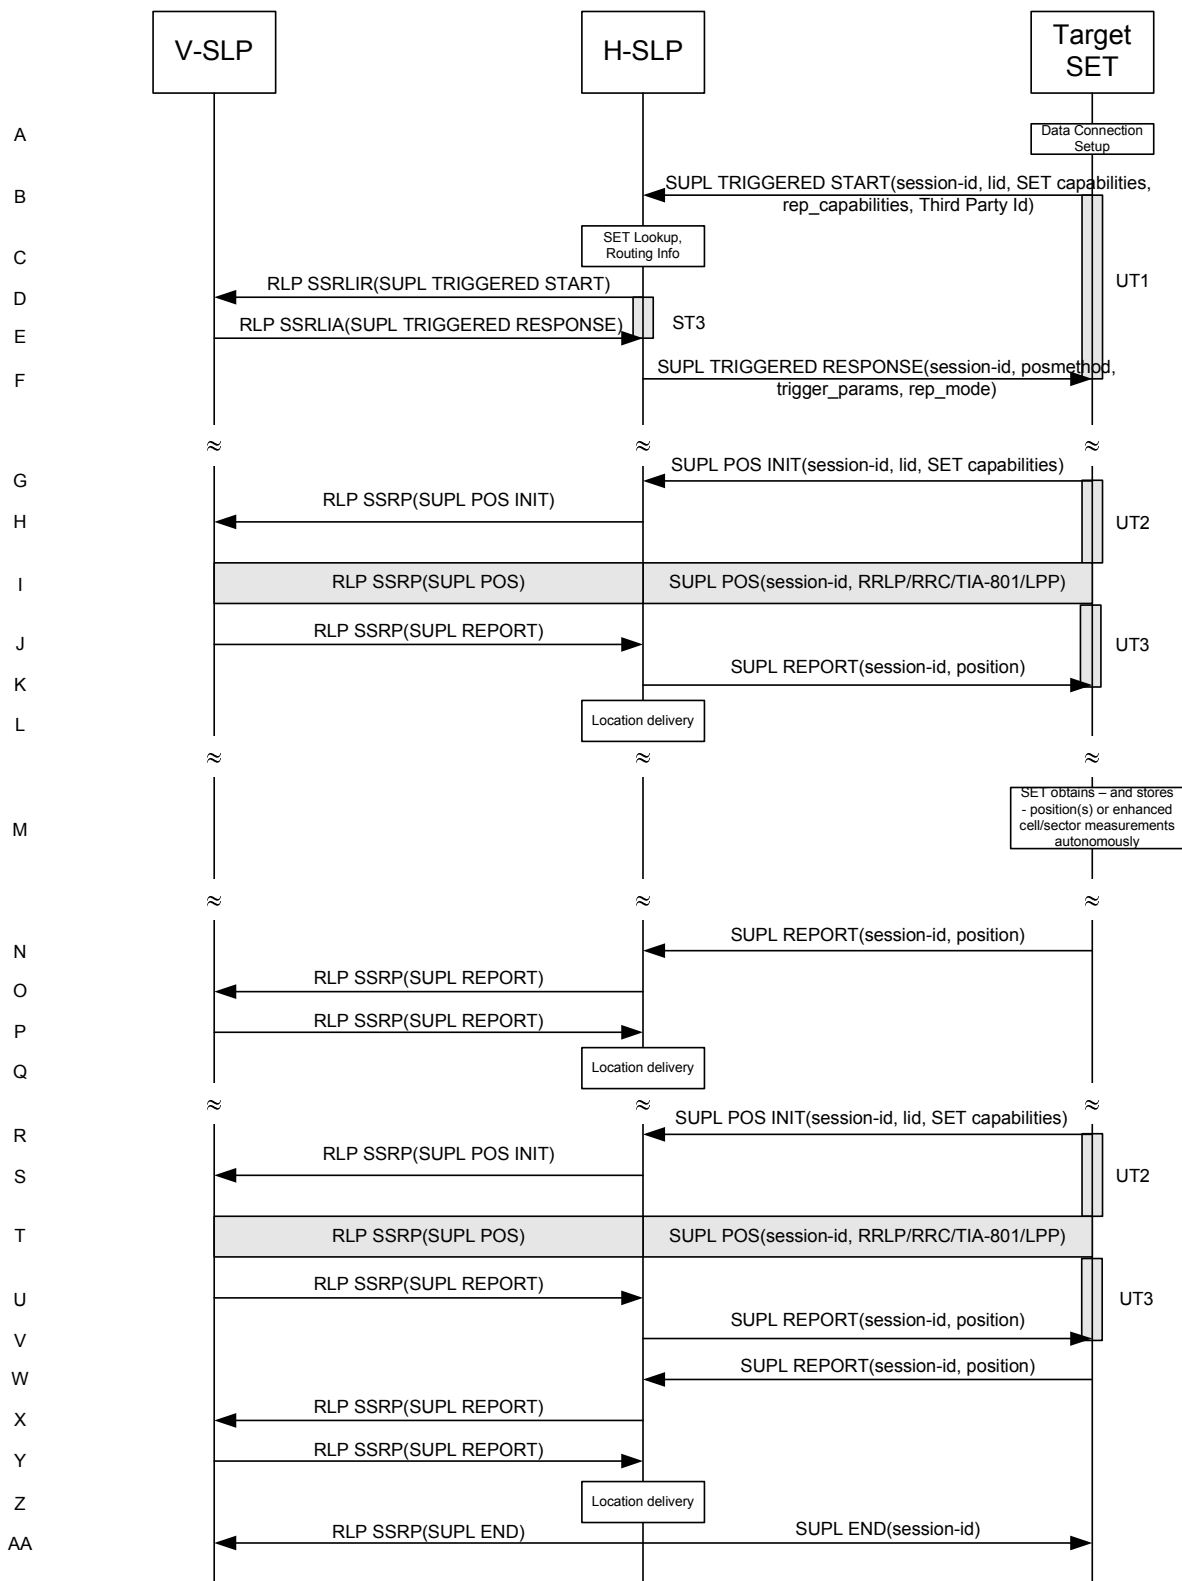 V-SLP
H-SLP
Target
SET
A
Data Connection
Setup
B
SUPL TRIGGERED START(session-id, lid, SET capabilities,
rep_capabilities, Third Party Id)
C
SET Lookup,
Routing Info
D
RLP SSRLIR(SUPL TRIGGERED START)
UT1
E
RLP SSRLIA(SUPL TRIGGERED RESPONSE)
ST3
F
SUPL TRIGGERED RESPONSE(session-id, posmethod,
trigger_params, rep_mode)
≈ ≈ ≈
G
SUPL POS INIT(session-id, lid, SET capabilities)
H
RLP SSRP(SUPL POS INIT)
UT2
I
RLP SSRP(SUPL POS)
SUPL POS(session-id, RRLP/RRC/TIA-801/LPP)
J
RLP SSRP(SUPL REPORT)
UT3
K
SUPL REPORT(session-id, position)
L
Location delivery
≈ ≈ ≈
M
SET obtains – and stores
- position(s) or enhanced
cell/sector measurements
autonomously
≈ ≈ ≈
N
SUPL REPORT(session-id, position)
O
RLP SSRP(SUPL REPORT)
P
RLP SSRP(SUPL REPORT)
Q
Location delivery
≈ ≈ ≈
R
SUPL POS INIT(session-id, lid, SET capabilities)
S
RLP SSRP(SUPL POS INIT)
UT2
T
RLP SSRP(SUPL POS)
SUPL POS(session-id, RRLP/RRC/TIA-801/LPP)
U
RLP SSRP(SUPL REPORT)
UT3
V
SUPL REPORT(session-id, position)
W
SUPL REPORT(session-id, position)
X
RLP SSRP(SUPL REPORT)
Y
RLP SSRP(SUPL REPORT)
Z
Location delivery
AA
RLP SSRP(SUPL END)
SUPL END(session-id)